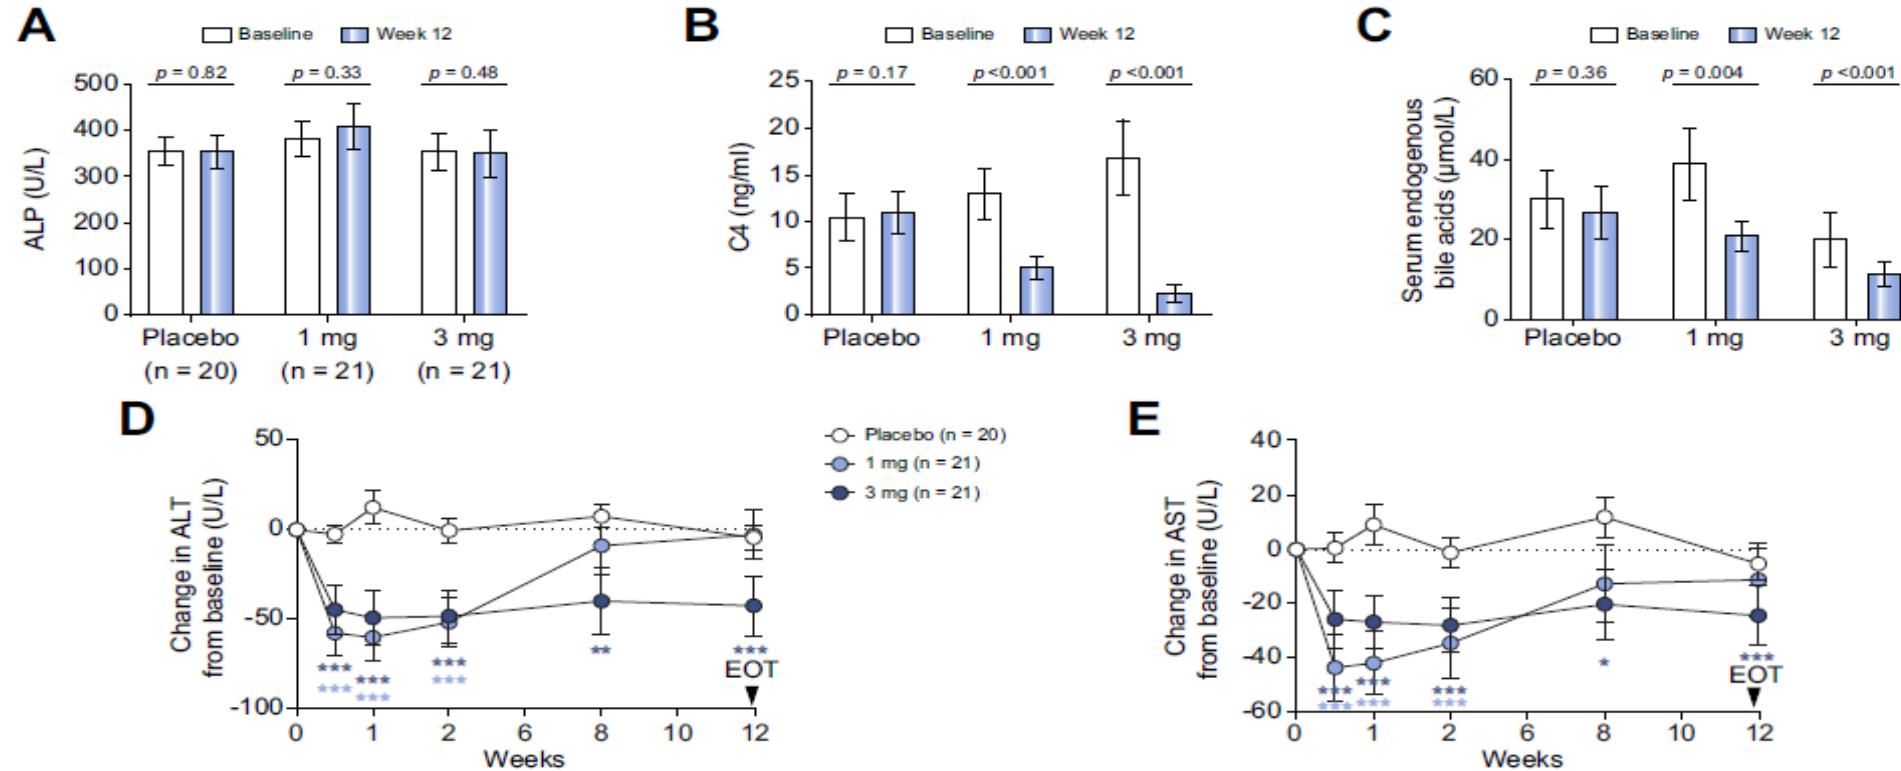 A
Baseline Week 12
p = 0.82 p = 0.33 p = 0.48
ALP (U/L)
500
400
300
200
100
0
Placebo 1 mg 3 mg
(n = 20) (n = 21) (n = 21)
B
Baseline Week 12
p = 0.17 p <0.001 p <0.001
C4 (ng/ml)
25
20
15
10
5
0
Placebo 1 mg 3 mg
C
Baseline Week 12
p = 0.36 p = 0.004 p <0.001
Serum endogenous
bile acids (µmol/L)
60
40
20
0
Placebo 1 mg 3 mg
D
Change in ALT
from baseline (U/L)
50
0
-50
-100
*** *** *** ** ***
*** *** ***
EOT
0 1 2 6 8 10 12
Weeks
Placebo (n = 20)
1 mg (n = 21)
3 mg (n = 21)
E
Change in AST
from baseline (U/L)
40
20
0
-20
-40
-60
*** *** *** * ***
*** *** ***
EOT
0 1 2 6 8 10 12
Weeks